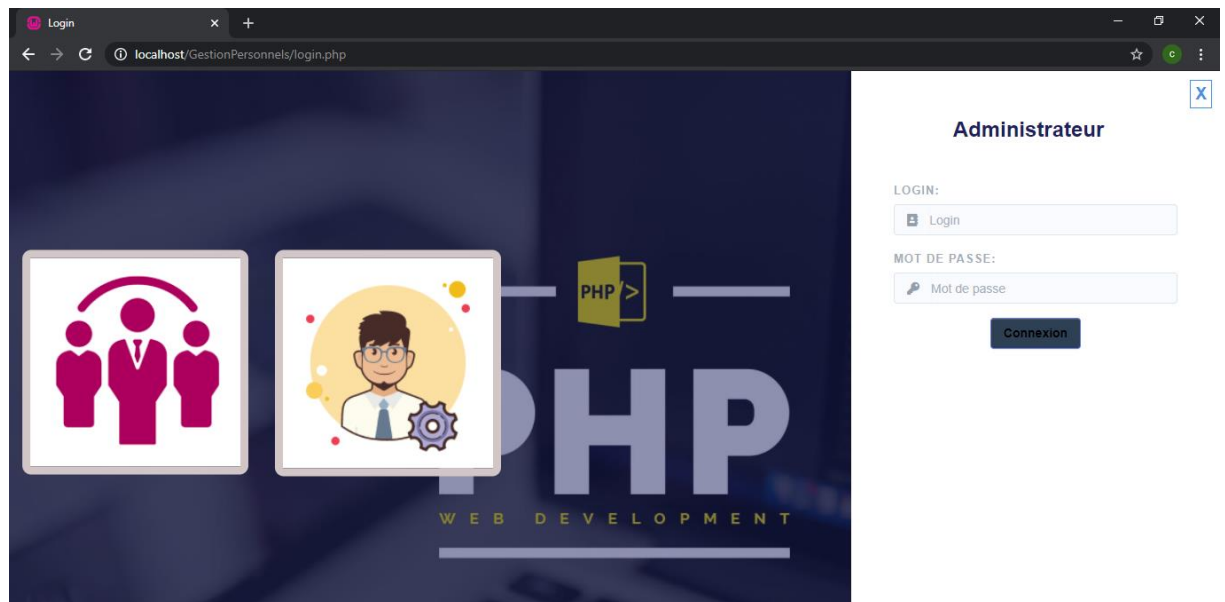 Login
localhost/GestionPersonnels/login.php
c
X
Administrateur
LOGIN:
Login
MOT DE PASSE:
Mot de passe
Connexion
PHP
PHP
WEB DEVELOPMENT